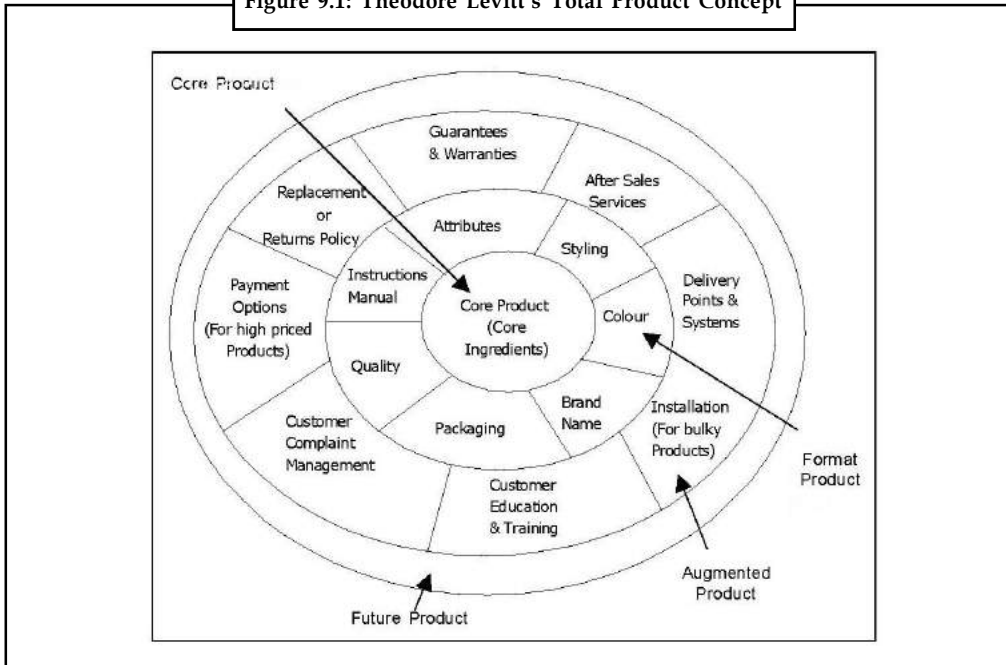 Figure 9.1: Theodore Levitt's Total Product Concept
Core Product
Guarantees
& Warranties
After Sales
Services
Replacement
or
Returns Policy
Attributes
Styling
Instructions
Manual
Payment
Options
(For high priced
Products)
Core Product
(Core
Ingredients)
Colour
Delivery
Points &
Systems
Quality
Brand
Name
Installation
(For bulky
Products)
Packaging
Customer
Complaint
Management
Customer
Education
& Training
Format
Product
Augmented
Product
Future Product